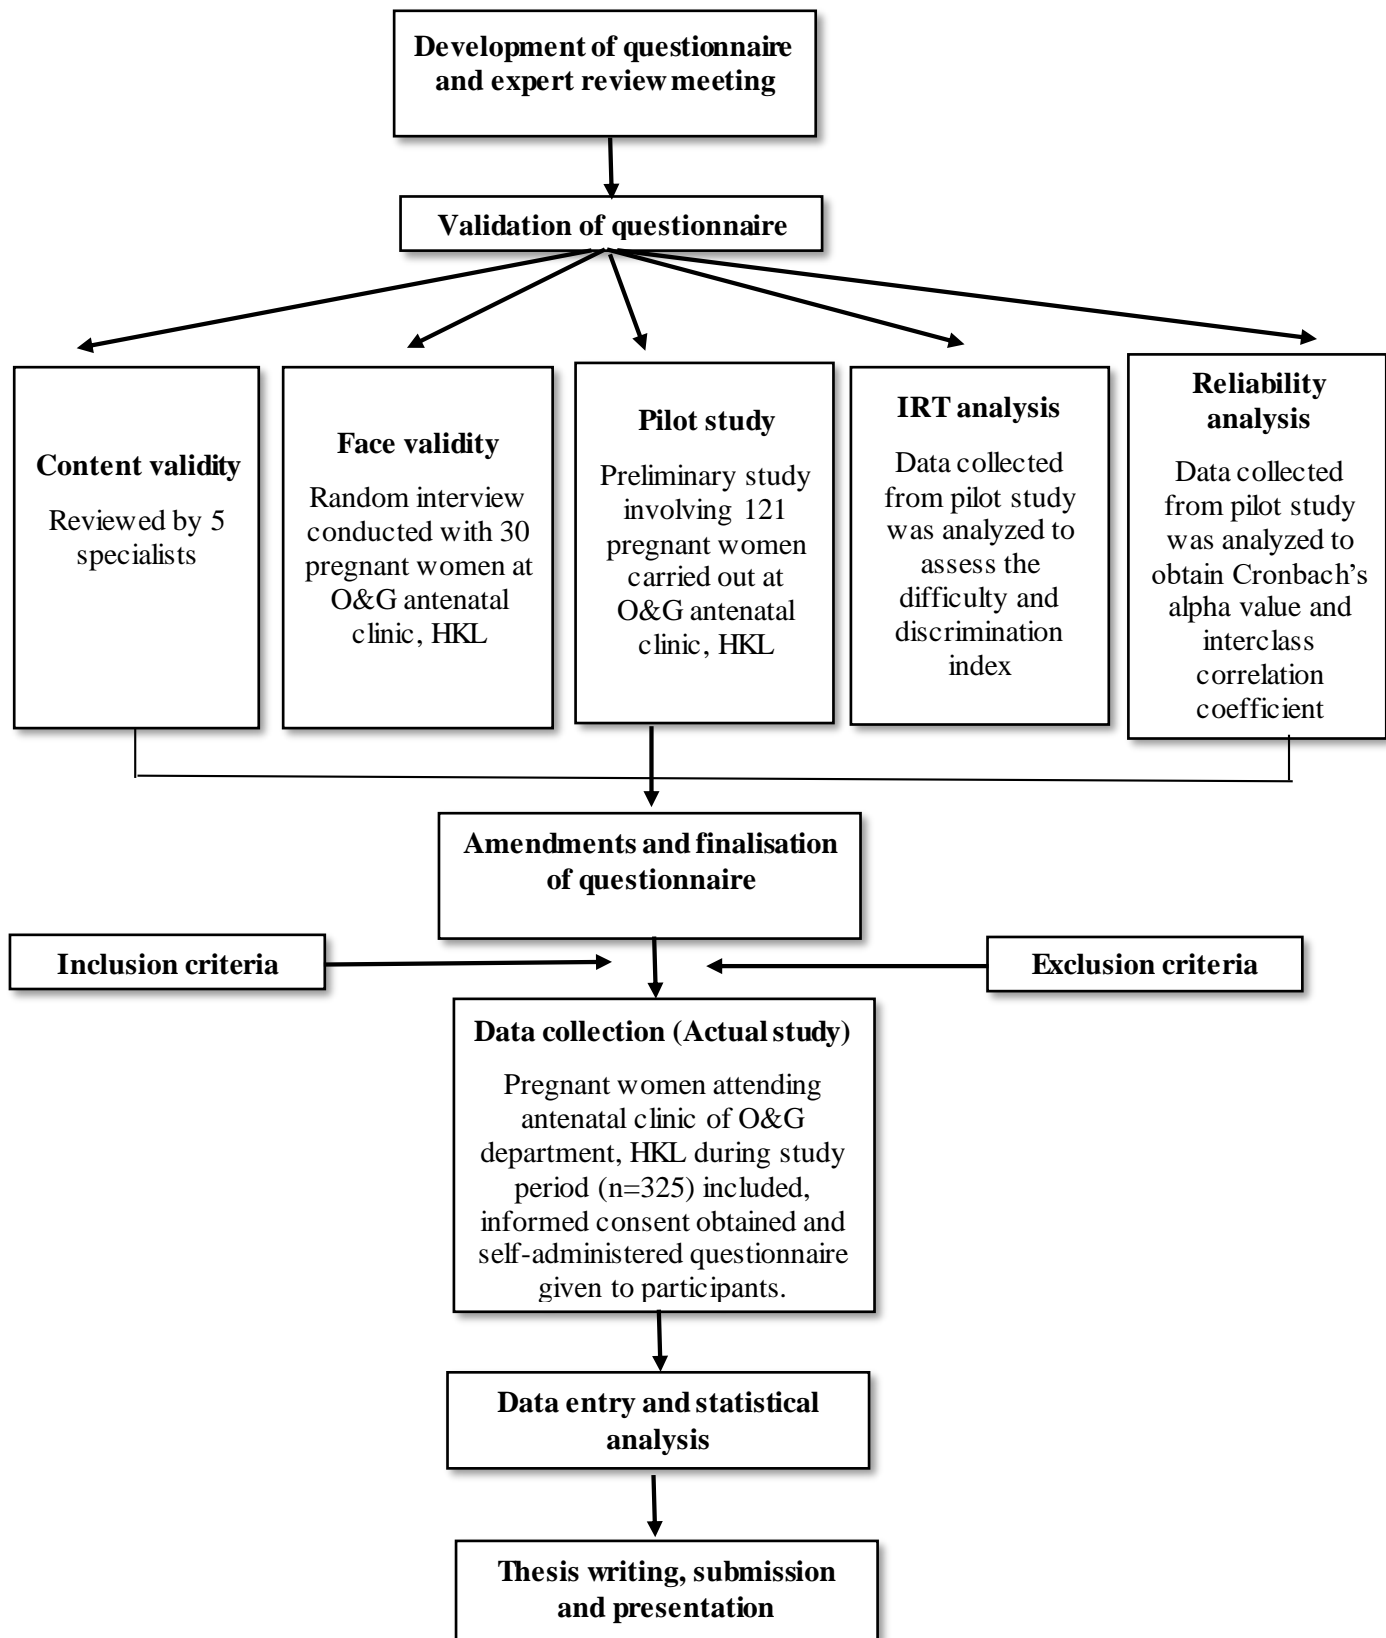 Development of questionnaire
and expert review meeting
Validation of questionnaire
Content validity
Reviewed by 5
specialists
Face validity
Random interview
conducted with 30
pregnant women at
O&G antenatal
clinic, HKL
Pilot study
Preliminary study
involving 121
pregnant women
carried out at
O&G antenatal
clinic, HKL
IRT analysis
Data collected
from pilot study
was analyzed to
assess the
difficulty and
discrimination
index
Reliability
analysis
Data collected
from pilot study
was analyzed to
obtain Cronbach's
alpha value and
interclass
correlation
coefficient
Amendments and finalisation
of questionnaire
Inclusion criteria
Exclusion criteria
Data collection (Actual study)
Pregnant women attending
antenatal clinic of O&G
department, HKL during study
period (n=325) included,
informed consent obtained and
self-administered questionnaire
given to participants.
Data entry and statistical
analysis
Thesis writing, submission
and presentation